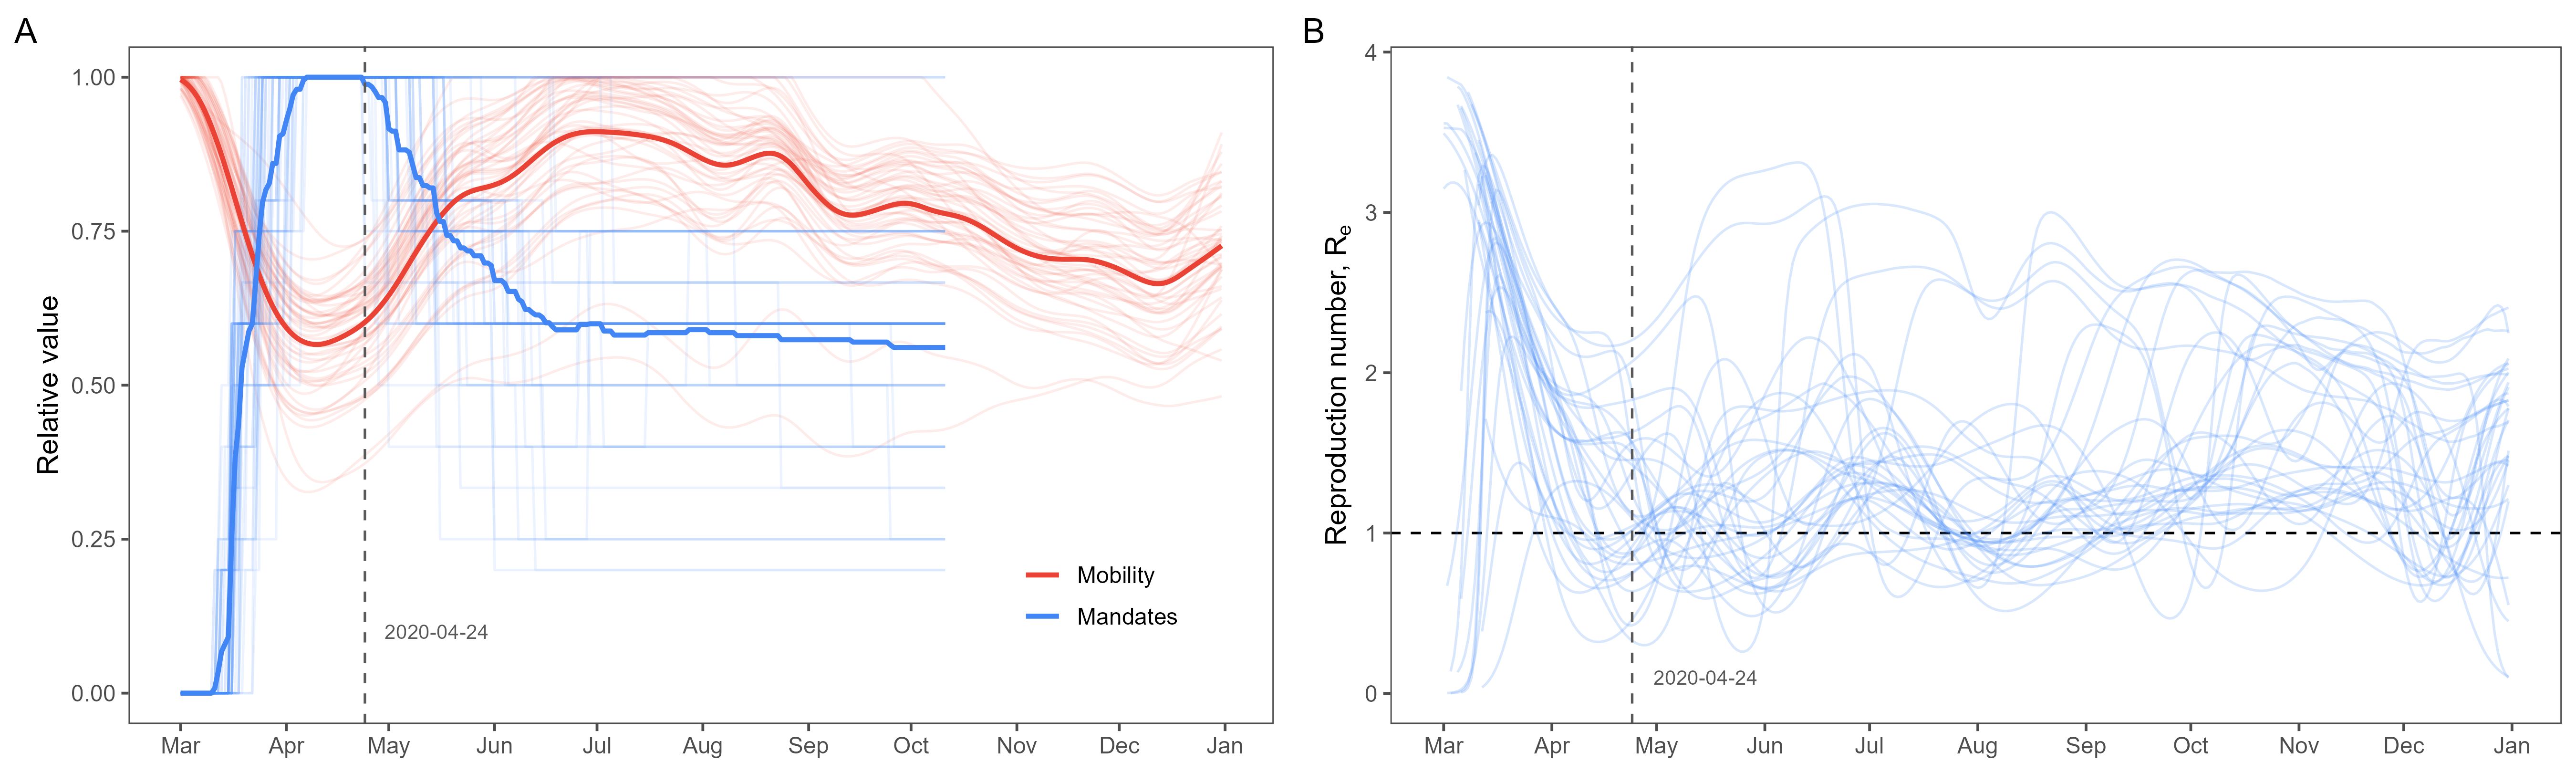 A
Relative value
1.00
0.75
0.50
0.25
0.00
Mobility
Mandates
2020-04-24
Mar Apr May Jun Jul Aug Sep Oct Nov Dec Jan
B
Reproduction number, Rₑ
4
3
2
1
0
2020-04-24
Mar Apr May Jun Jul Aug Sep Oct Nov Dec Jan